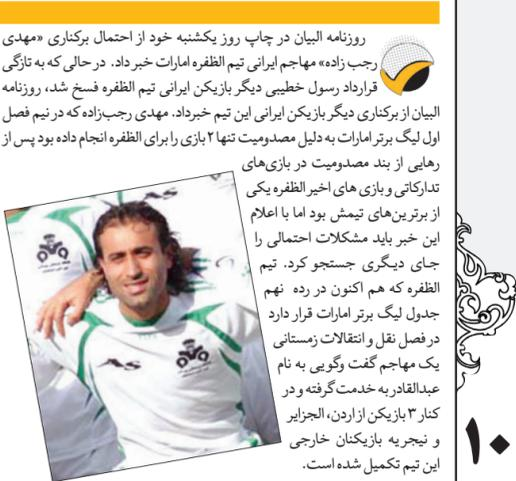 روزنامه البیان در چاپ روز یکشنبه خود از احتمال برکناری «مهدی
رجب زاده» مهاجم ایرانی تیم الظفره امارات خبر داد. در حالی که به تازگی
قرارداد رسول خطیبی دیگر بازیکن ایرانی تیم الظفره فسخ شد، روزنامه
البیان از برکناری دیگر بازیکن ایرانی این تیم خبرداد. مهدی رجب‌زاده که در نیم فصل
اول لیگ برتر امارات به دلیل مصدومیت تنها ۲ بازی را برای الظفره انجام داده بود پس از
رهایی از بند مصدومیت در بازی‌های
تدارکاتی و بازی های اخیر الظفره یکی
از برترین‌های تیمش بود اما با اعلام
این خبر باید مشکلات احتمالی را
جای دیگری جستجو کرد. تیم
الظفره که هم اکنون در رده نهم
جدول لیگ برتر امارات قرار دارد
در فصل نقل و انتقالات زمستانی
یک مهاجم گفت وگویی به نام
عبدالقادر به خدمت گرفته و در
کنار ۳ بازیکن از اردن، الجزایر
و نیجریه بازیکنان خارجی
این تیم تکمیل شده است.
۱۰